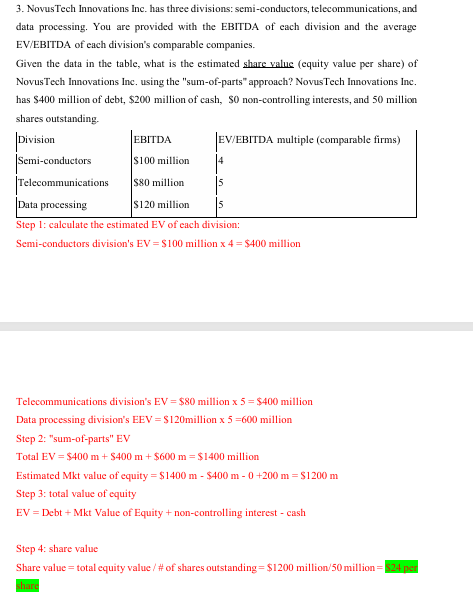 3. NovusTech Innovations Inc. has three divisions: semi-conductors, telecommunications, and
data processing. You are provided with the EBITDA of each division and the average
EV/EBITDA of each division's comparable companies.
Given the data in the table, what is the estimated share value (equity value per share) of
NovusTech Innovations Inc. using the "sum-of-parts" approach? NovusTech Innovations Inc.
has $400 million of debt, $200 million of cash, $0 non-controlling interests, and 50 million
shares outstanding.
Division EBITDA EV/EBITDA multiple (comparable firms)
Semi-conductors $100 million 4
Telecommunications $80 million 5
Data processing $120 million 5
Step 1: calculate the estimated EV of each division:
Semi-conductors division's EV = $100 million x 4 = $400 million
Telecommunications division's EV = $80 million x 5 = $400 million
Data processing division's EEV = $120million x 5 =600 million
Step 2: "sum-of-parts" EV
Total EV = $400 m + $400 m + $600 m = $1400 million
Estimated Mkt value of equity = $1400 m - $400 m - 0 +200 m = $1200 m
Step 3: total value of equity
EV = Debt + Mkt Value of Equity + non-controlling interest - cash
Step 4: share value
Share value = total equity value / # of shares outstanding = $1200 million/50 million = $24 per
share